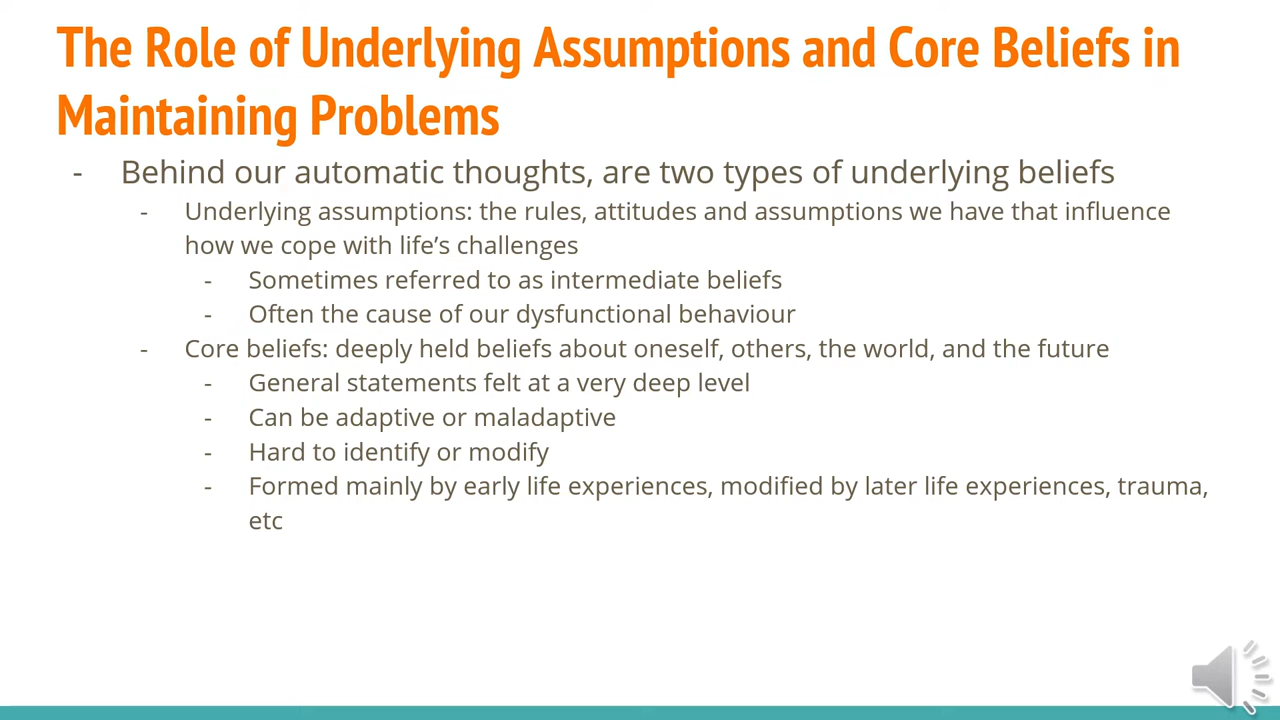 The Role of Underlying Assumptions and Core Beliefs in
Maintaining Problems
- Behind our automatic thoughts, are two types of underlying beliefs
- Underlying assumptions: the rules, attitudes and assumptions we have that influence
how we cope with life’s challenges
- Sometimes referred to as intermediate beliefs
- Often the cause of our dysfunctional behaviour
- Core beliefs: deeply held beliefs about oneself, others, the world, and the future
- General statements felt at a very deep level
- Can be adaptive or maladaptive
- Hard to identify or modify
- Formed mainly by early life experiences, modified by later life experiences, trauma,
etc